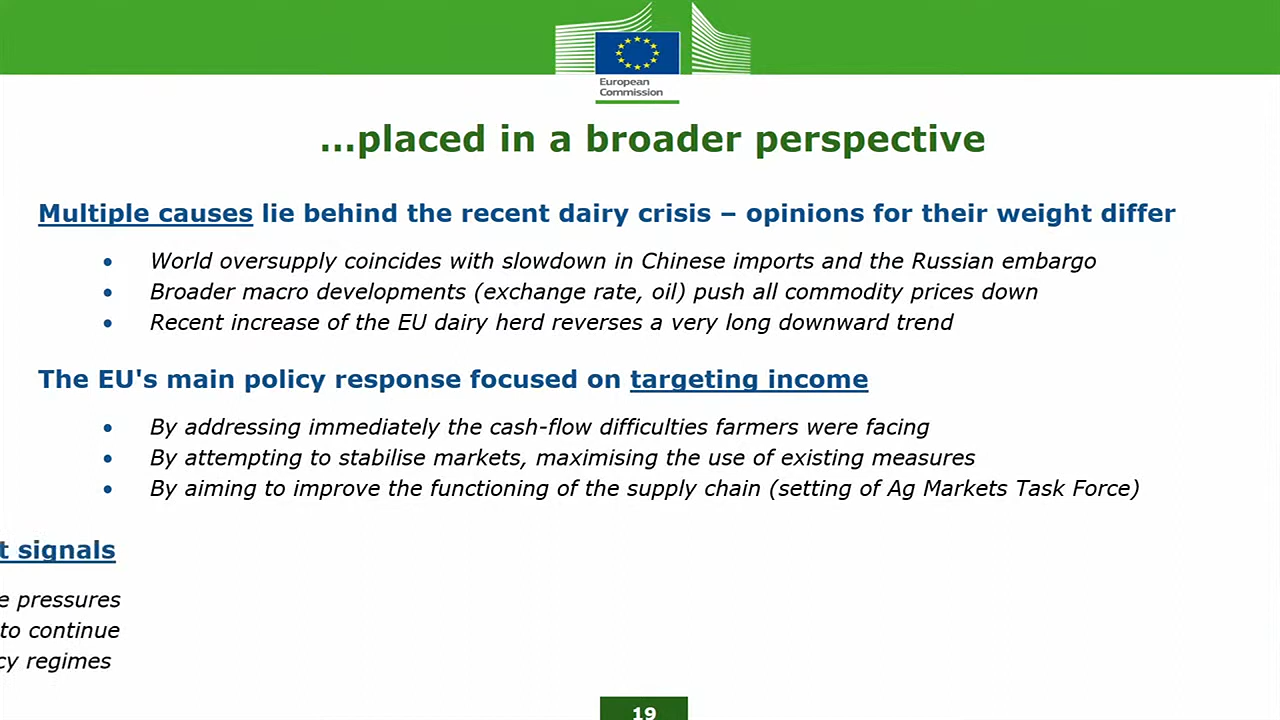 European
Commission
...placed in a broader perspective
Multiple causes lie behind the recent dairy crisis – opinions for their weight differ
• World oversupply coincides with slowdown in Chinese imports and the Russian embargo
• Broader macro developments (exchange rate, oil) push all commodity prices down
• Recent increase of the EU dairy herd reverses a very long downward trend
The EU's main policy response focused on targeting income
• By addressing immediately the cash-flow difficulties farmers were facing
• By attempting to stabilise markets, maximising the use of existing measures
• By aiming to improve the functioning of the supply chain (setting of Ag Markets Task Force)
t signals
e pressures
to continue
cy regimes
19